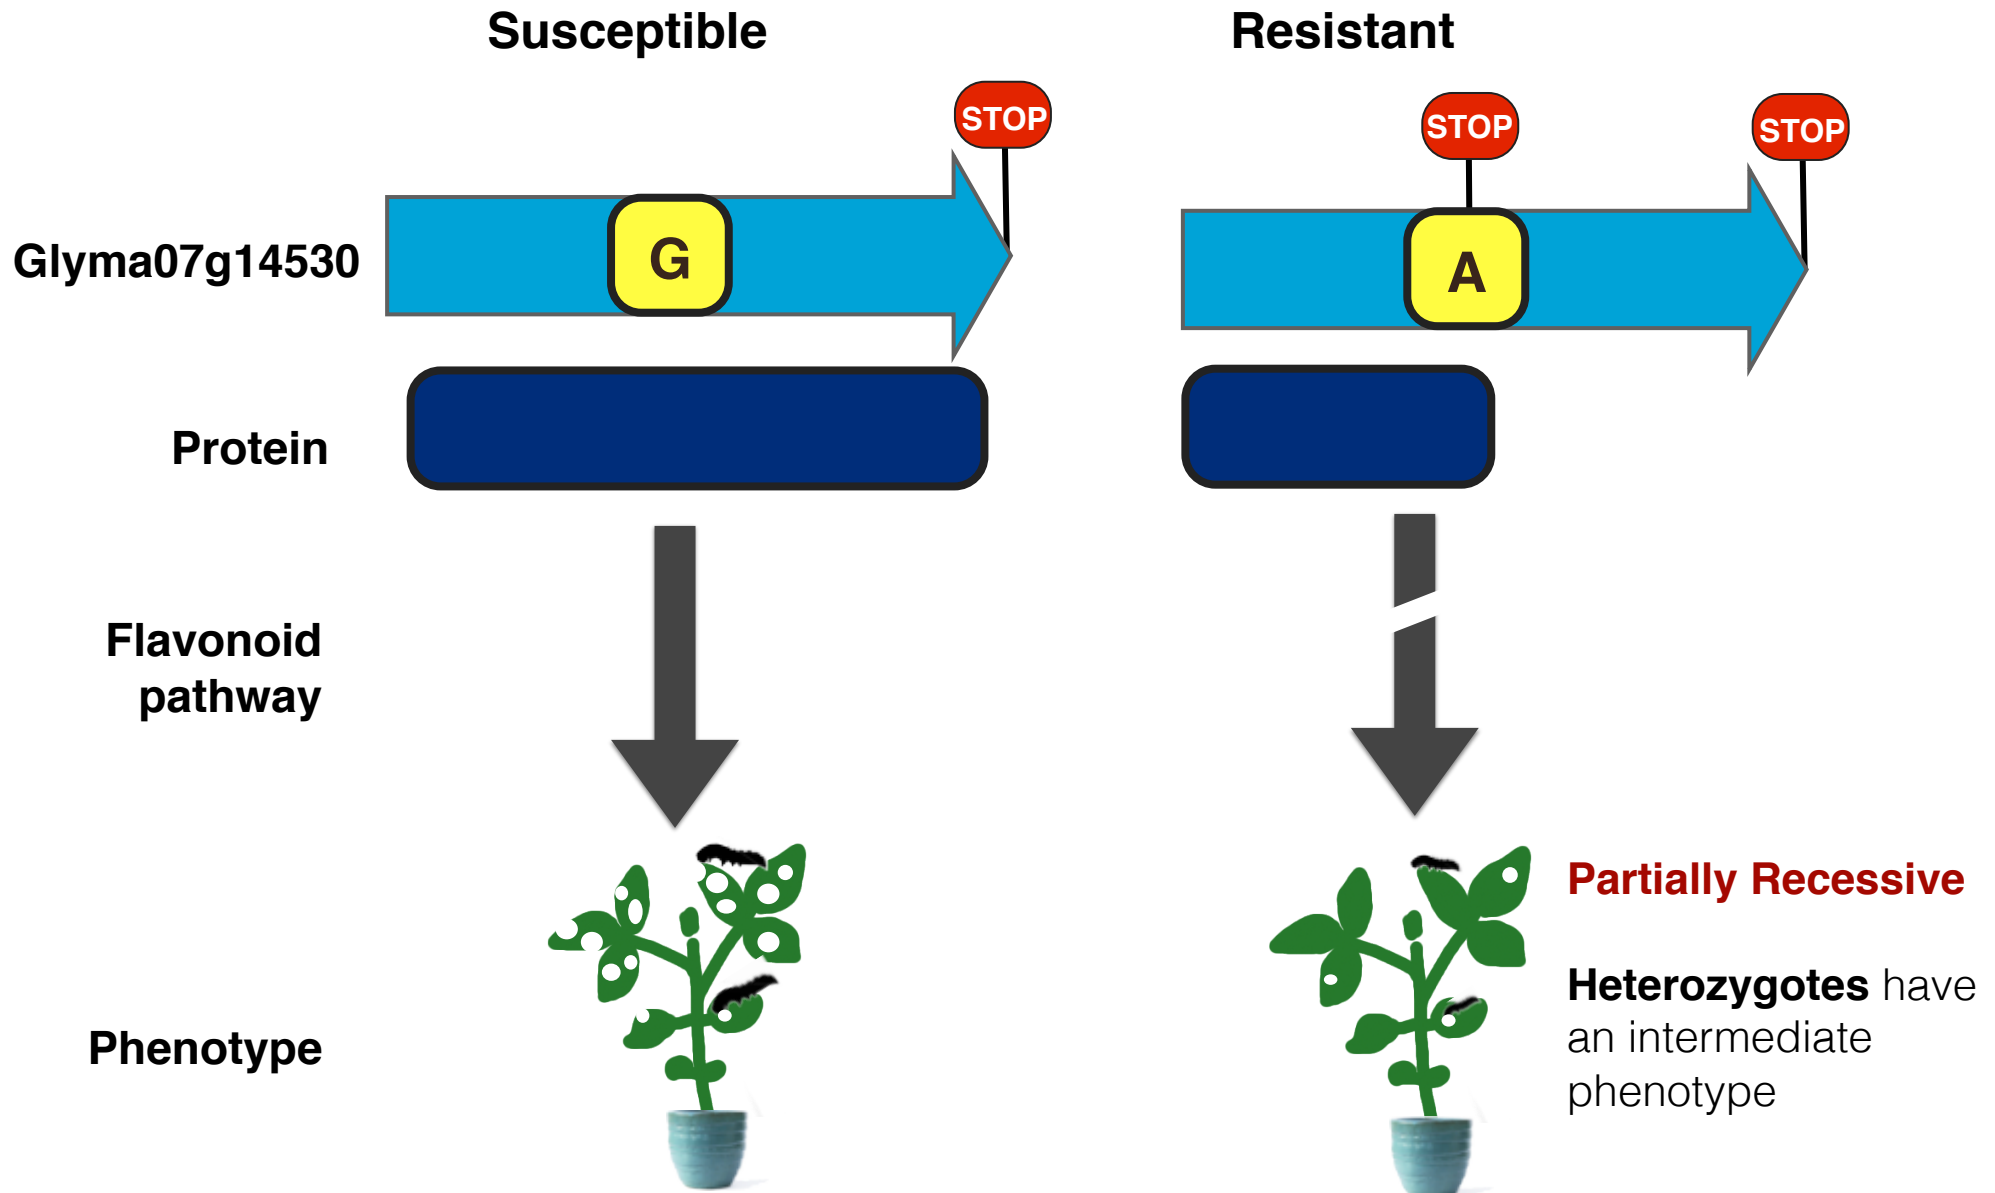 Susceptible
Resistant
STOP
STOP
STOP
Glyma07g14530
G
A
Protein
Flavonoid
pathway
Phenotype
Partially Recessive
Heterozygotes have
an intermediate
phenotype